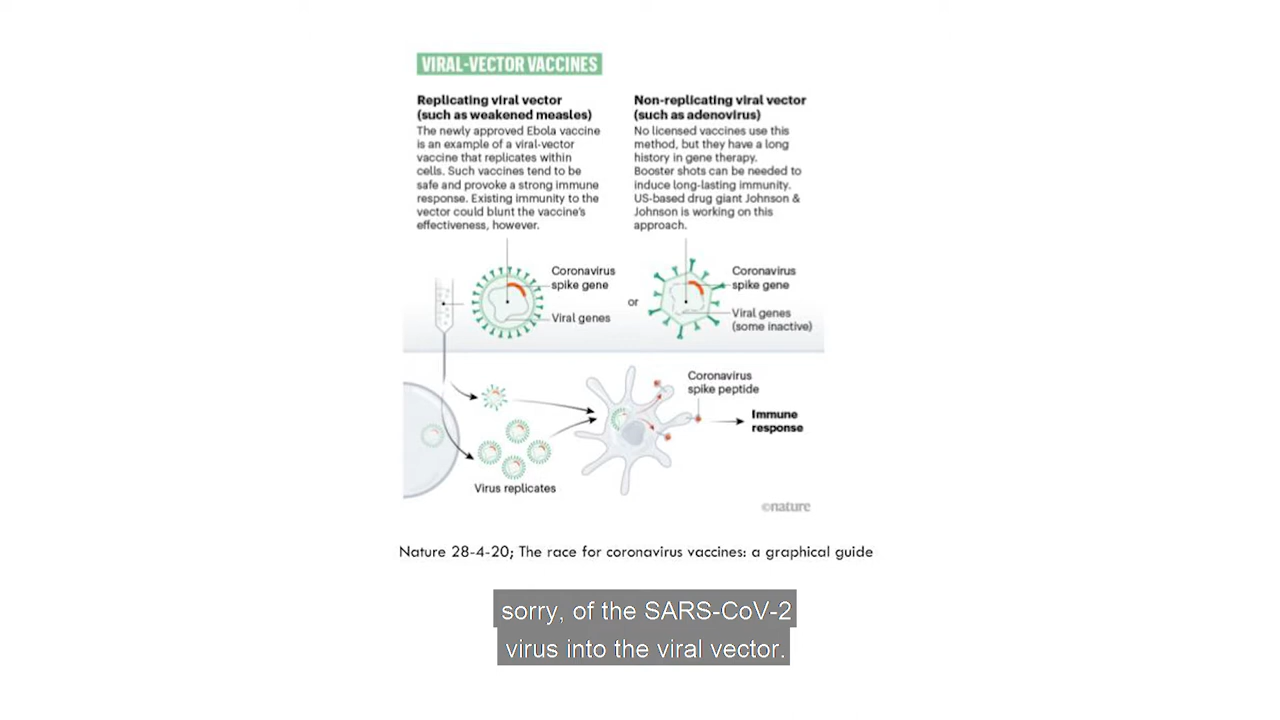 VIRAL-VECTOR VACCINES
Replicating viral vector
(such as weakened measles)
The newly approved Ebola vaccine
is an example of a viral-vector
vaccine that replicates within
cells. Such vaccines tend to be
safe and provoke a strong immune
response. Existing immunity to the
vector could blunt the vaccine's
effectiveness, however.
Non-replicating viral vector
(such as adenovirus)
No licensed vaccines use this
method, but they have a long
history in gene therapy.
Booster shots can be needed to
induce long-lasting immunity.
US-based drug giant Johnson &
Johnson is working on this
approach.
Coronavirus
spike gene
Viral genes
or
Coronavirus
spike gene
Viral genes
(some inactive)
Coronavirus
spike peptide
Immune
response
Virus replicates
©nature
Nature 28-4-20; The race for coronavirus vaccines: a graphical guide
sorry, of the SARS-CoV-2
virus into the viral vector.